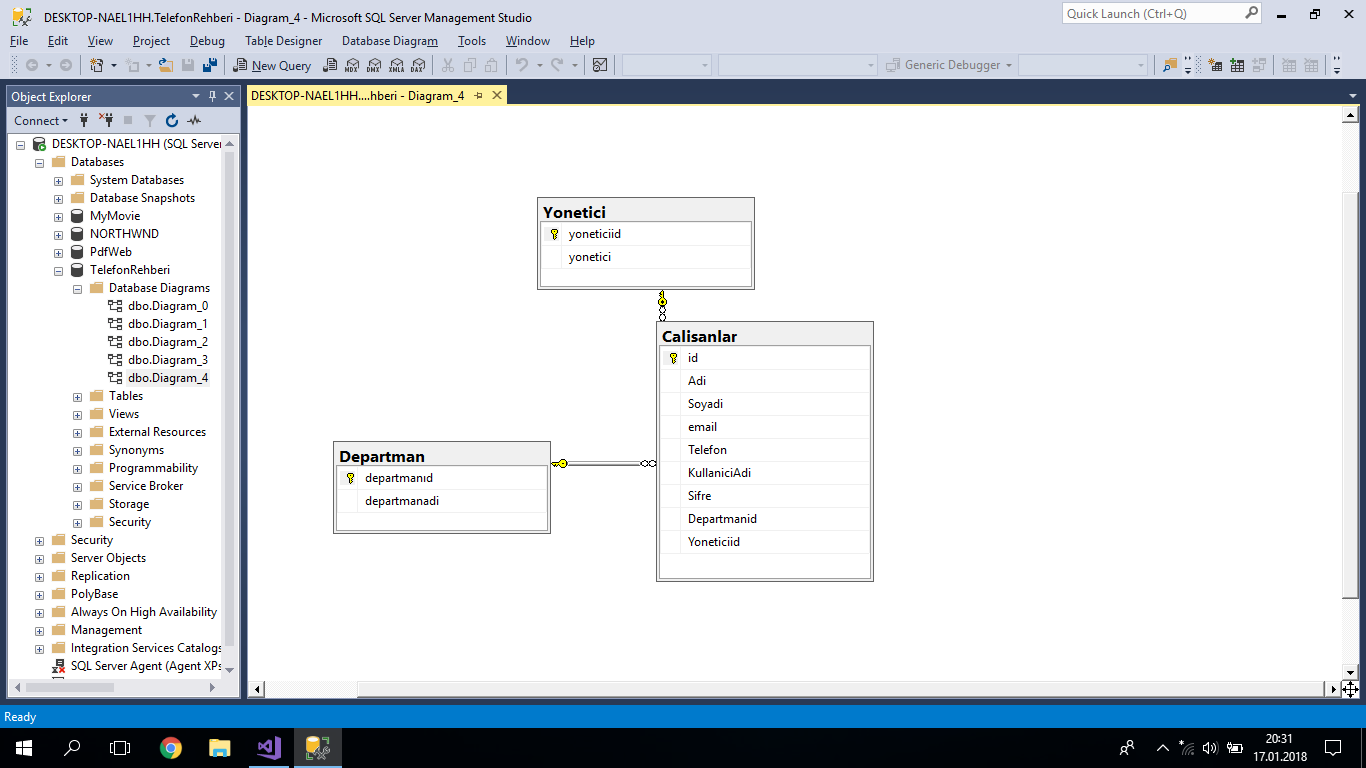 DESKTOP-NAEL1HH.TelefonRehberi - Diagram_4 - Microsoft SQL Server Management Studio
Quick Launch (Ctrl+Q)
File Edit View Project Debug Table Designer Database Diagram Tools Window Help
New Query MDX DMX XMLA DAX Generic Debugger
Object Explorer
DESKTOP-NAEL1HH....hberi - Diagram_4
Connect
DESKTOP-NAEL1HH (SQL Server
Databases
System Databases
Database Snapshots
MyMovie
NORTHWND
PdfWeb
TelefonRehberi
Database Diagrams
dbo.Diagram_0
dbo.Diagram_1
dbo.Diagram_2
dbo.Diagram_3
dbo.Diagram_4
Tables
Views
External Resources
Synonyms
Programmability
Service Broker
Storage
Security
Security
Server Objects
Replication
PolyBase
Always On High Availability
Management
Integration Services Catalogs
SQL Server Agent (Agent XPs
Yonetici
yoneticiid
yonetici
Calisanlar
id
Adi
Soyadi
email
Telefon
KullaniciAdi
Sifre
Departmanid
Yoneticiid
Departman
departmanıd
departmanadi
Ready
20:31
17.01.2018